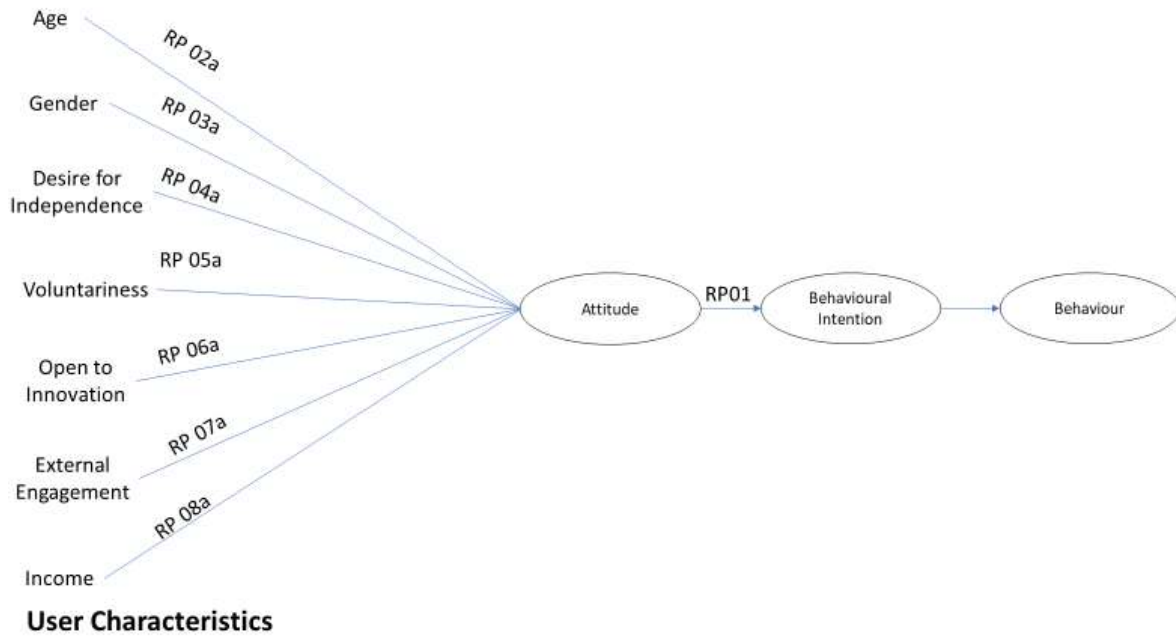 Age
RP 02a
Gender
RP 03a
Desire for
Independence
RP 04a
Voluntariness
RP 05a
Open to
Innovation
RP 06a
External
Engagement
RP 07a
Income
RP 08a
User Characteristics
Attitude
RP01
Behavioural
Intention
Behaviour